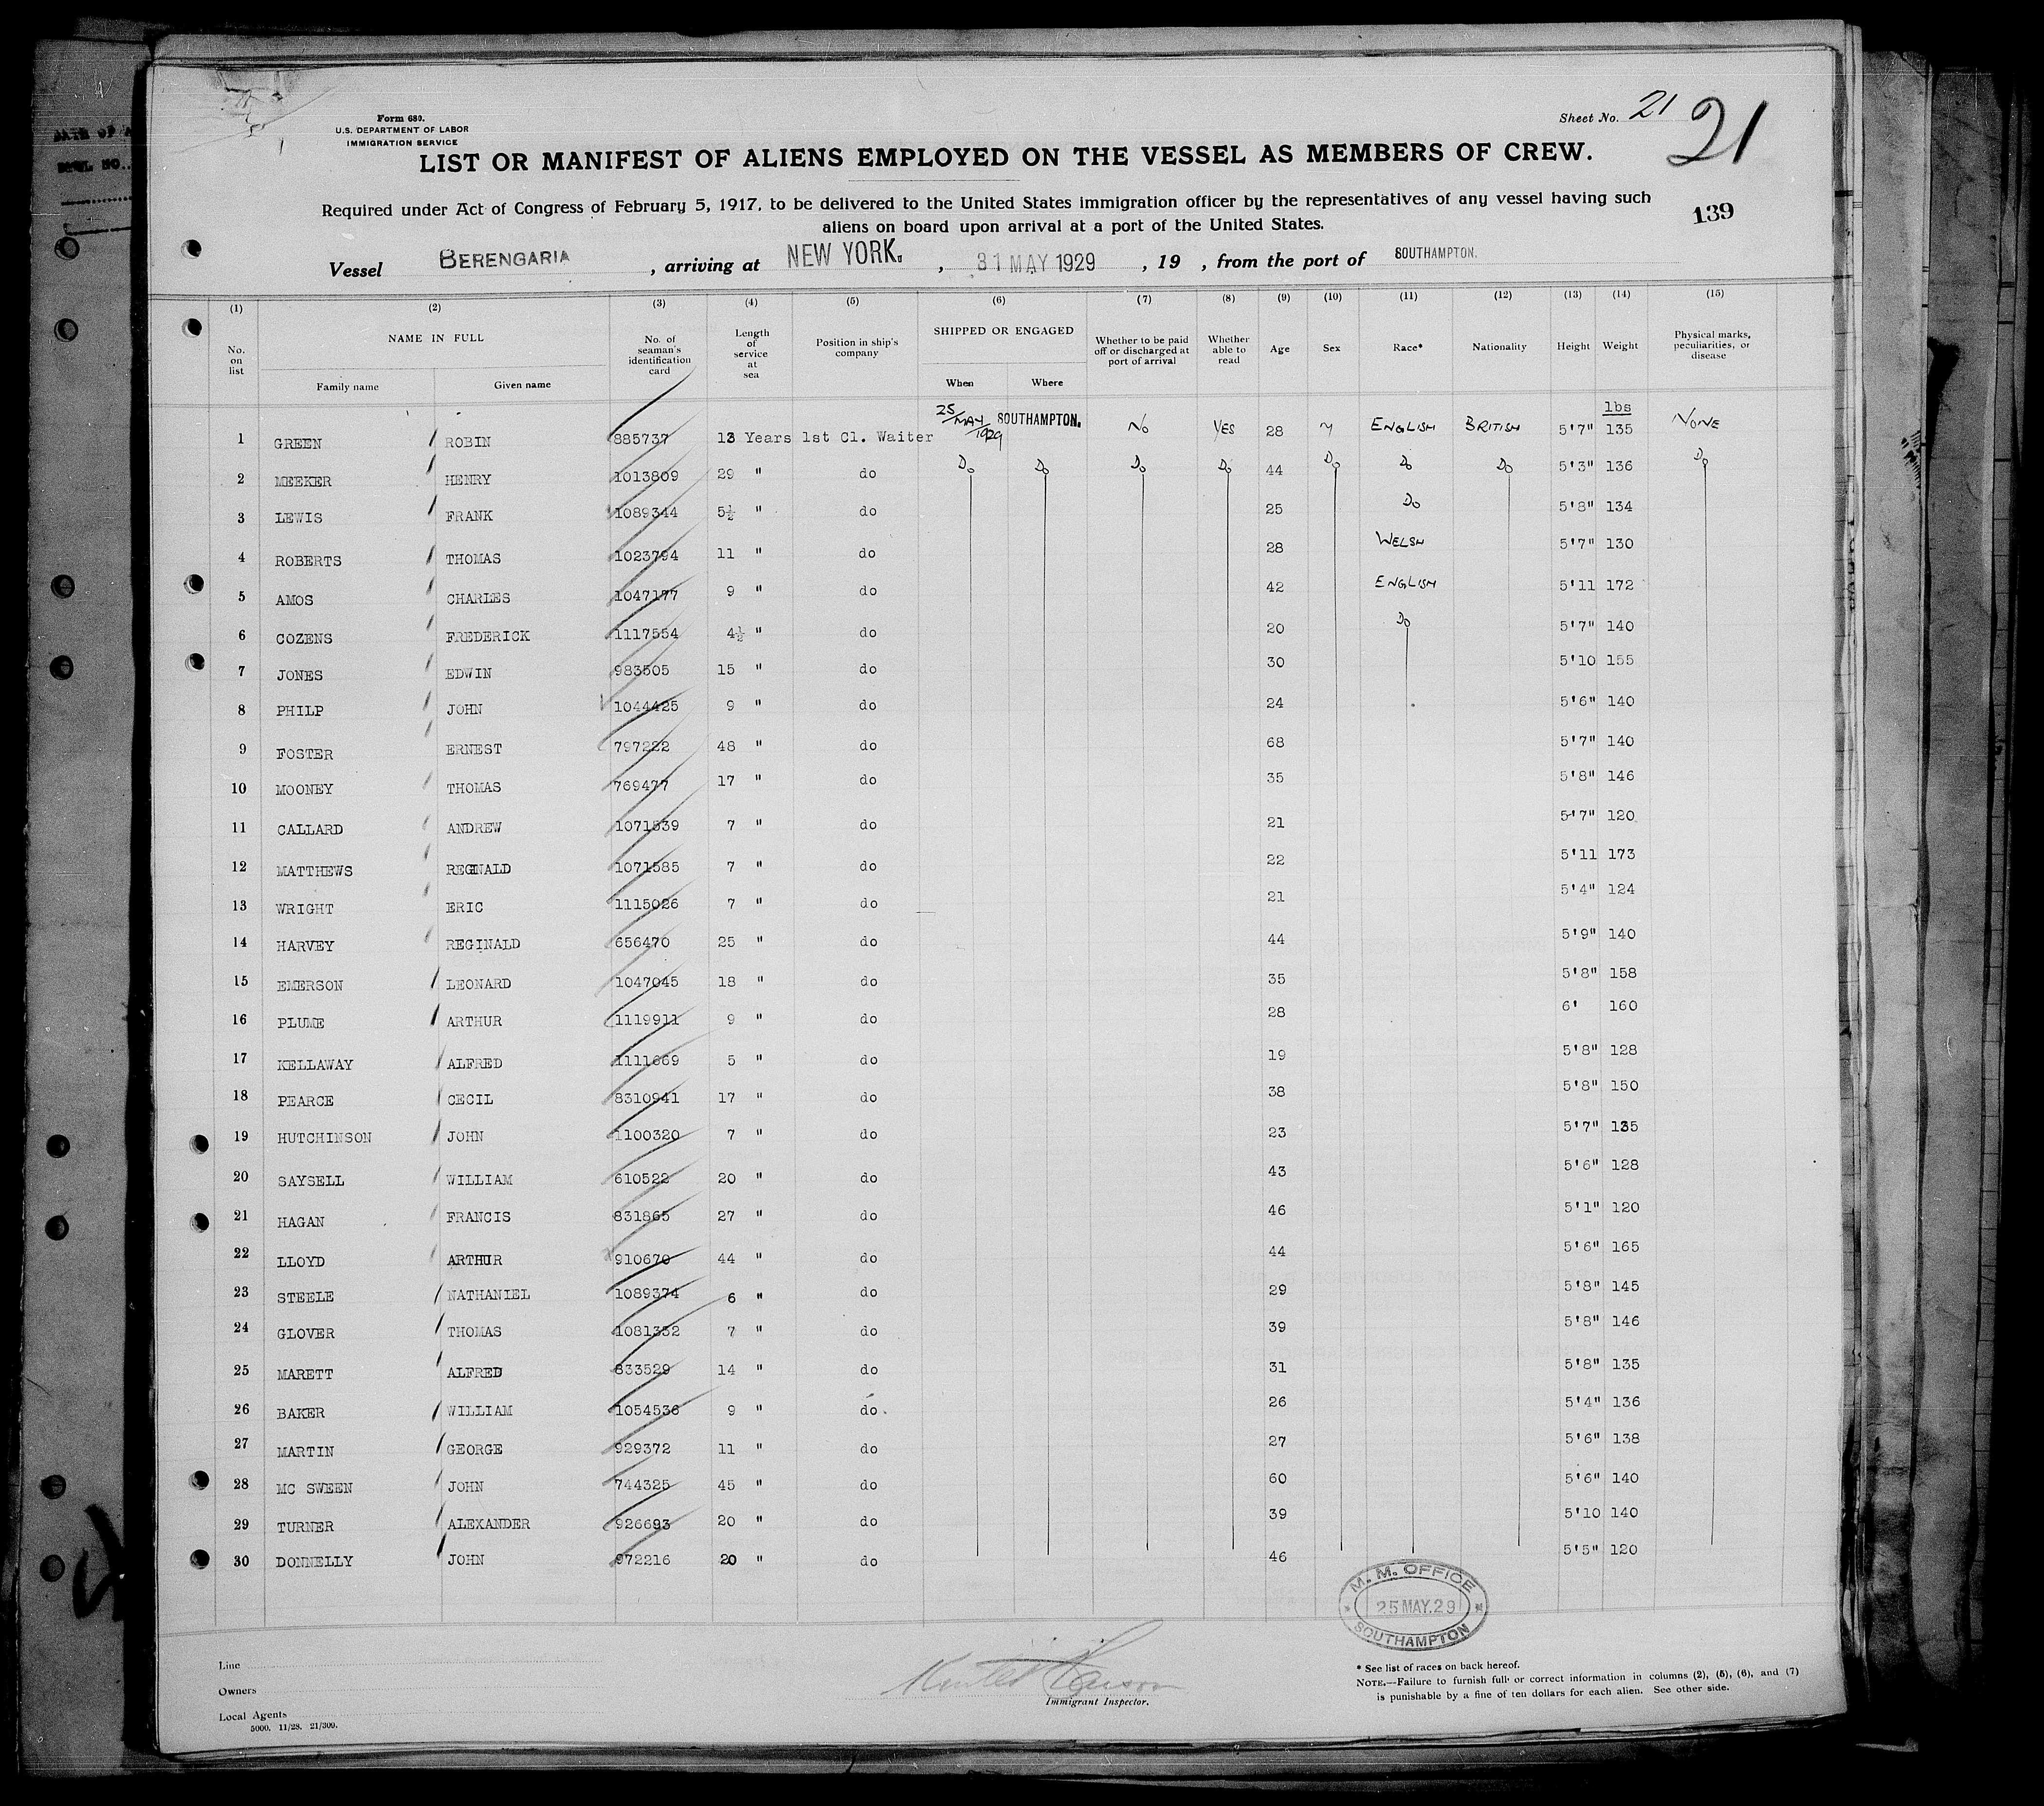 Form 680.
U.S. DEPARTMENT OF LABOR
IMMIGRATION SERVICE
Sheet No. 21
21
LIST OR MANIFEST OF ALIENS EMPLOYED ON THE VESSEL AS MEMBERS OF CREW.
Required under Act of Congress of February 5, 1917, to be delivered to the United States immigration officer by the representatives of any vessel having such
aliens on board upon arrival at a port of the United States.
139
Vessel BERENGARIA, arriving at NEW YORK., 31 MAY 1929, 19 , from the port of SOUTHAMPTON.
(1) (2) (3) (4) (5) (6) (7) (8) (9) (10) (11) (12) (13) (14) (15)
No. on list NAME IN FULL Family name Given name No. of seaman's identification card Length of service at sea Position in ship's company SHIPPED OR ENGAGED When Where Whether to be paid off or discharged at port of arrival Whether able to read Age Sex Race* Nationality Height Weight Physical marks, peculiarities, or disease
lbs
1 GREEN ROBIN 885737 13 Years 1st Cl. Waiter 25/MAY/1929 SOUTHAMPTON. No YES 28 M ENGLISH BRITISH 5'7" 135 NONE
2 MEEKER HENRY 1013809 29 " do Do Do Do Do 44 Do Do Do 5'3" 136 Do
3 LEWIS FRANK 1089344 5½ " do 25 Do 5'8" 134
4 ROBERTS THOMAS 1023794 11 " do 28 WELSH 5'7" 130
5 AMOS CHARLES 1047177 9 " do 42 ENGLISH 5'11 172
6 COZENS FREDERICK 1117554 4½ " do 20 Do 5'7" 140
7 JONES EDWIN 983505 15 " do 30 5'10 155
8 PHILP JOHN 1044425 9 " do 24 5'6" 140
9 FOSTER ERNEST 797222 48 " do 68 5'7" 140
10 MOONEY THOMAS 769477 17 " do 35 5'8" 146
11 CALLARD ANDREW 1071539 7 " do 21 5'7" 120
12 MATTHEWS REGINALD 1071585 7 " do 22 5'11 173
13 WRIGHT ERIC 1115026 7 " do 21 5'4" 124
14 HARVEY REGINALD 656470 25 " do 44 5'9" 140
15 EMERSON LEONARD 1047045 18 " do 35 5'8" 158
16 PLUME ARTHUR 1119911 9 " do 28 6' 160
17 KELLAWAY ALFRED 1111669 5 " do 19 5'8" 128
18 PEARCE CECIL 8310941 17 " do 38 5'8" 150
19 HUTCHINSON JOHN 1100320 7 " do 23 5'7" 135
20 SAYSELL WILLIAM 610522 20 " do 43 5'6" 128
21 HAGAN FRANCIS 831865 27 " do 46 5'1" 120
22 LLOYD ARTHUR 910670 44 " do 44 5'6" 165
23 STEELE NATHANIEL 1089374 6 " do 29 5'8" 145
24 GLOVER THOMAS 1081332 7 " do 39 5'8" 146
25 MARETT ALFRED 833529 14 " do 31 5'8" 135
26 BAKER WILLIAM 1054536 9 " do 26 5'4" 136
27 MARTIN GEORGE 929372 11 " do 27 5'6" 138
28 MC SWEEN JOHN 744325 45 " do 60 5'6" 140
29 TURNER ALEXANDER 926693 20 " do 39 5'10 140
30 DONNELLY JOHN 972216 20 " do 46 5'5" 120
M. M. OFFICE
25 MAY. 29
SOUTHAMPTON
Line
Owners
Local Agents
5000. 11/28. 21/309.
Immigrant Inspector.
* See list of races on back hereof.
NOTE.—Failure to furnish full or correct information in columns (2), (5), (6), and (7)
is punishable by a fine of ten dollars for each alien. See other side.